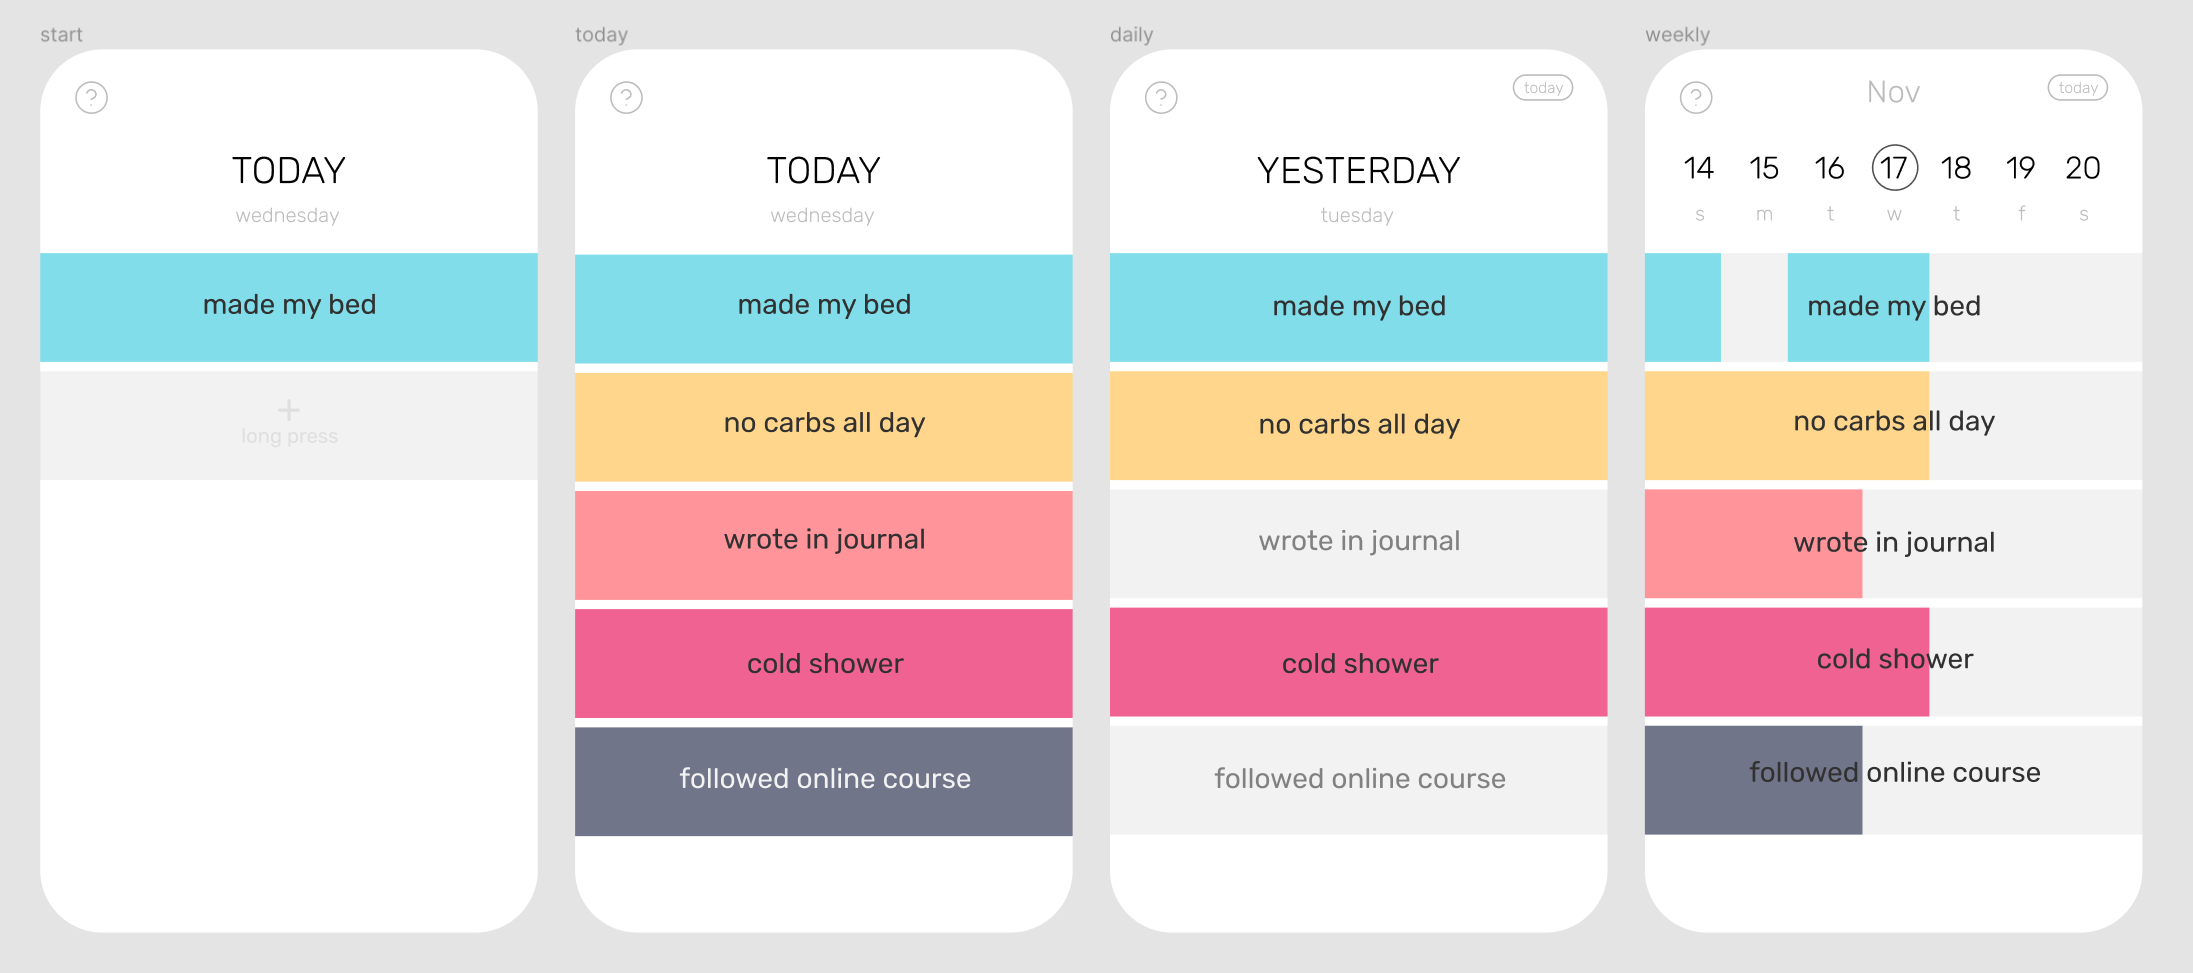 start
?
TODAY
wednesday
made my bed
+
long press
today
?
TODAY
wednesday
made my bed
no carbs all day
wrote in journal
cold shower
followed online course
daily
?
today
YESTERDAY
tuesday
made my bed
no carbs all day
wrote in journal
cold shower
followed online course
weekly
? Nov today
14 15 16 17 18 19 20
s m t w t f s
made my bed
no carbs all day
wrote in journal
cold shower
followed online course